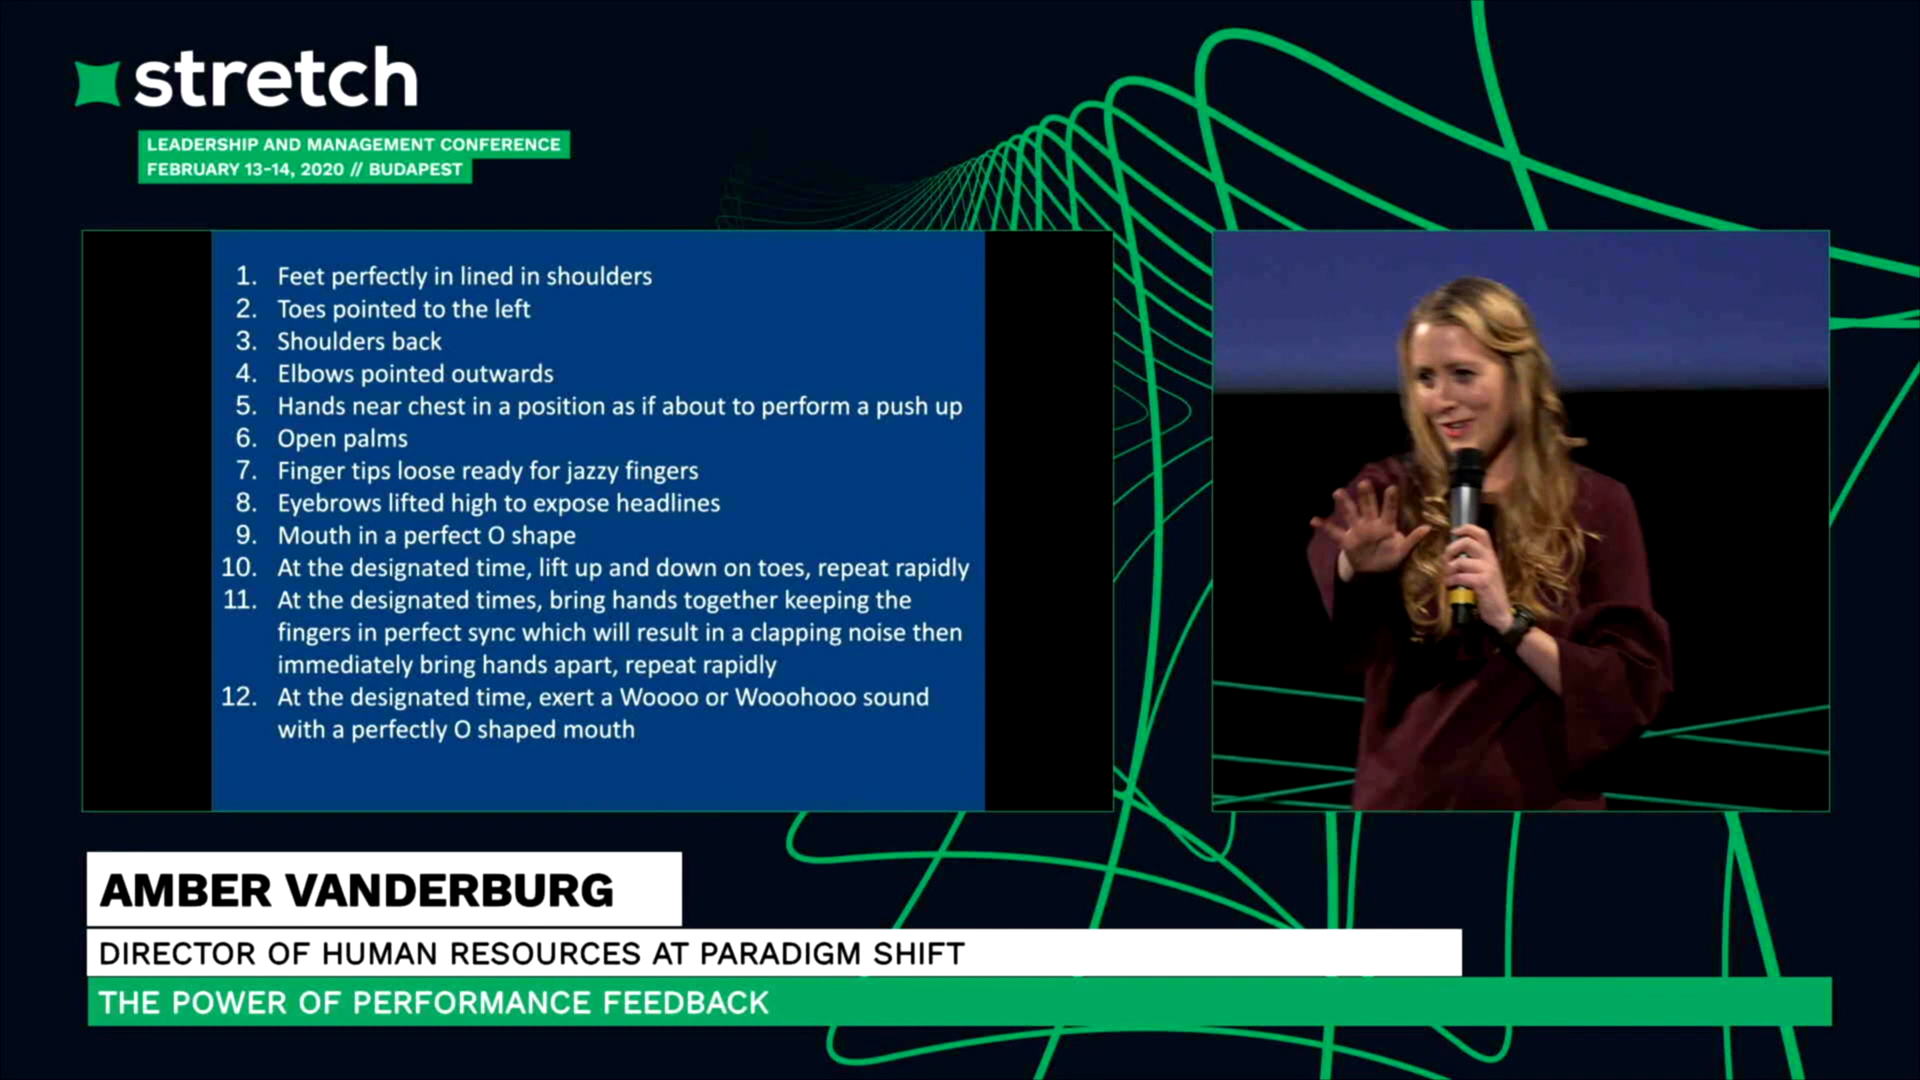 stretch
LEADERSHIP AND MANAGEMENT CONFERENCE
FEBRUARY 13-14, 2020 // BUDAPEST
1. Feet perfectly in lined in shoulders
2. Toes pointed to the left
3. Shoulders back
4. Elbows pointed outwards
5. Hands near chest in a position as if about to perform a push up
6. Open palms
7. Finger tips loose ready for jazzy fingers
8. Eyebrows lifted high to expose headlines
9. Mouth in a perfect O shape
10. At the designated time, lift up and down on toes, repeat rapidly
11. At the designated times, bring hands together keeping the
fingers in perfect sync which will result in a clapping noise then
immediately bring hands apart, repeat rapidly
12. At the designated time, exert a Woooo or Wooohooo sound
with a perfectly O shaped mouth
AMBER VANDERBURG
DIRECTOR OF HUMAN RESOURCES AT PARADIGM SHIFT
THE POWER OF PERFORMANCE FEEDBACK